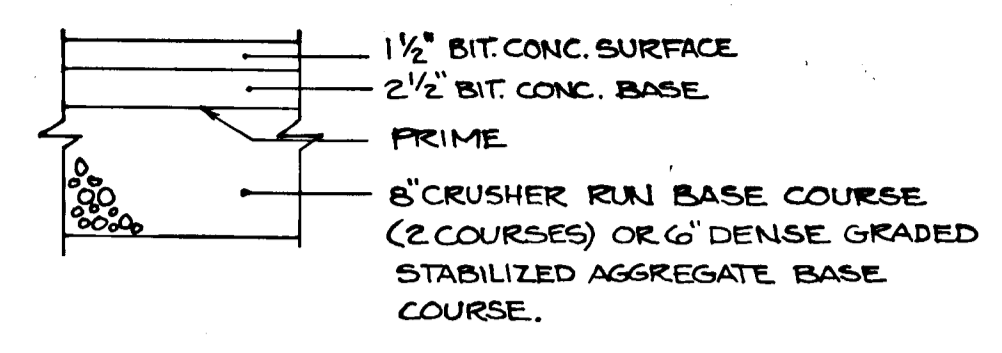 1½" BIT. CONC. SURFACE
2½" BIT. CONC. BASE
PRIME
8" CRUSHER RUN BASE COURSE
(2 COURSES) OR 6" DENSE GRADED
STABILIZED AGGREGATE BASE
COURSE.